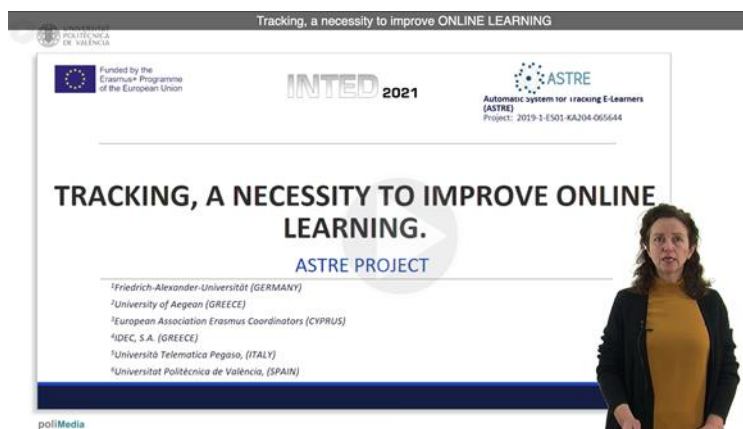 Tracking, a necessity to improve ONLINE LEARNING
UNIVERSITAT
POLITÈCNICA
DE VALÈNCIA
Funded by the
Erasmus+ Programme
of the European Union
INTED 2021
ASTRE
Automatic System for Tracking E-Learners
(ASTRE)
Project: 2019-1-ES01-KA204-065644
TRACKING, A NECESSITY TO IMPROVE ONLINE
LEARNING.
ASTRE PROJECT
¹Friedrich-Alexander-Universität (GERMANY)
²University of Aegean (GREECE)
³European Association Erasmus Coordinators (CYPRUS)
⁴IDEC, S.A. (GREECE)
⁵Università Telematica Pegaso, (ITALY)
⁶Universitat Politècnica de València, (SPAIN)
poliMedia